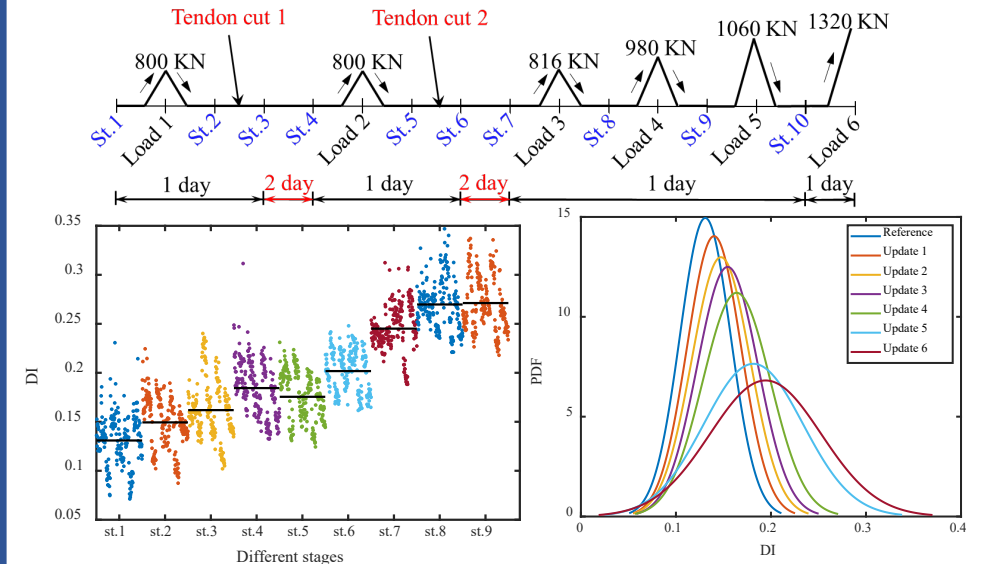 Tendon cut 1
Tendon cut 2
800 KN
800 KN
816 KN
980 KN
1060 KN
1320 KN
St.1
Load 1
St.2
St.3
St.4
Load 2
St.5
St.6
St.7
Load 3
St.8
Load 4
St.9
Load 5
St.10
Load 6
1 day
2 day
1 day
2 day
1 day
1 day
0.35
0.3
0.25
0.2
0.15
0.1
0.05
DI
st.1
st.2
st.3
st.4
st.5
st.6
st.7
st.8
st.9
Different stages
15
10
5
0
PDF
0
0.1
0.2
0.3
0.4
DI
Reference
Update 1
Update 2
Update 3
Update 4
Update 5
Update 6